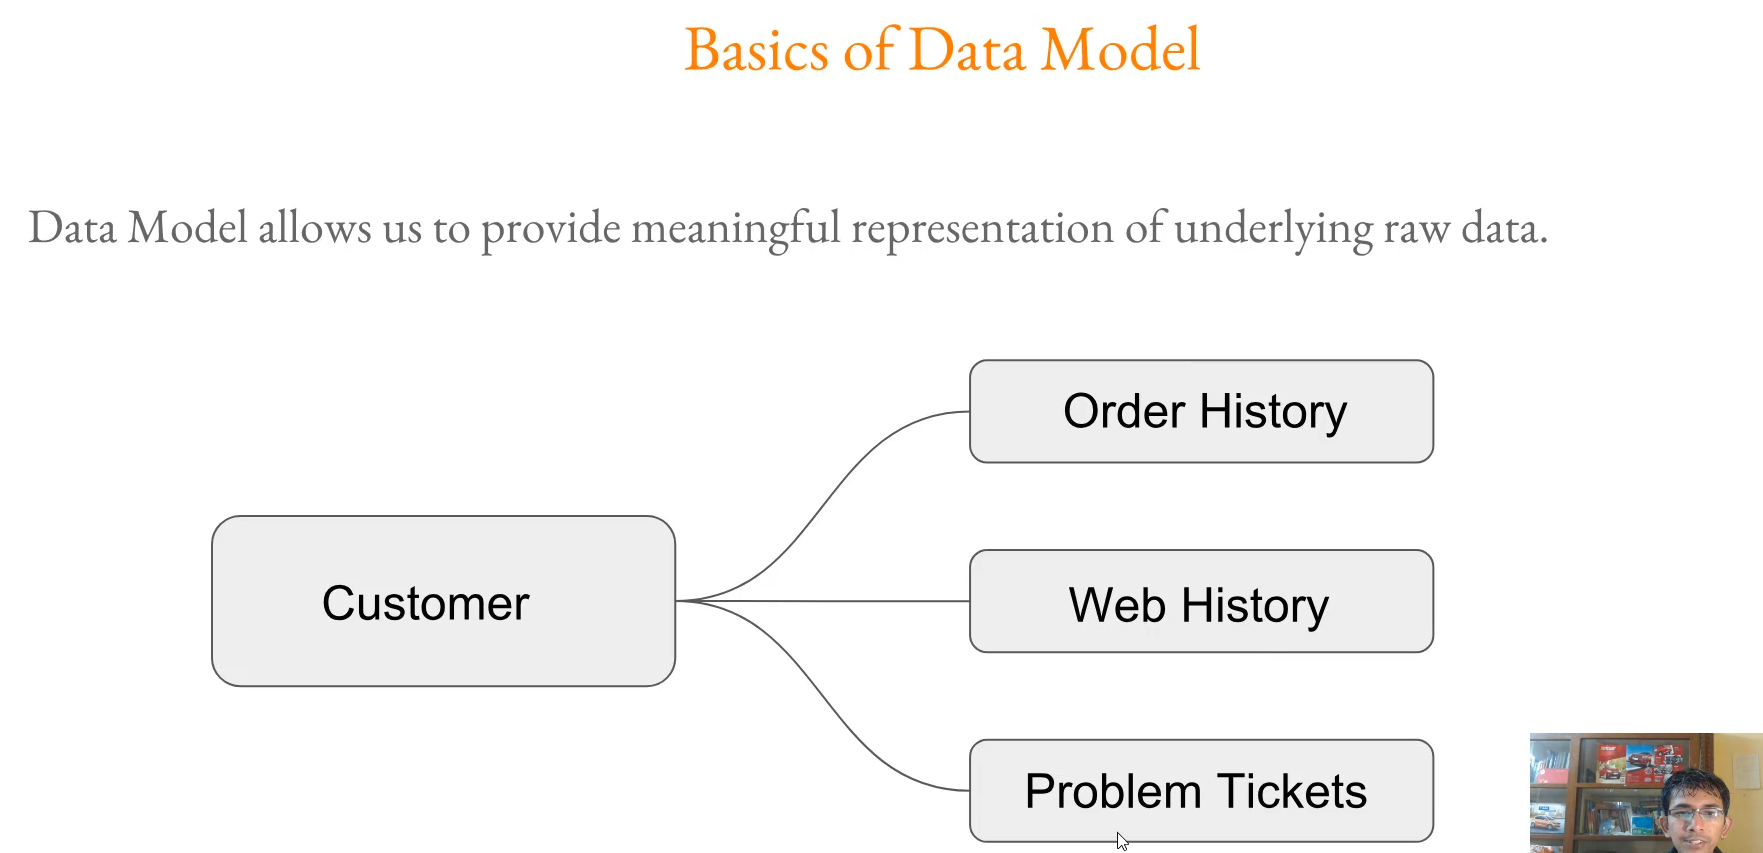 Basics of Data Model
Data Model allows us to provide meaningful representation of underlying raw data.
Order History
Customer
Web History
Problem Tickets